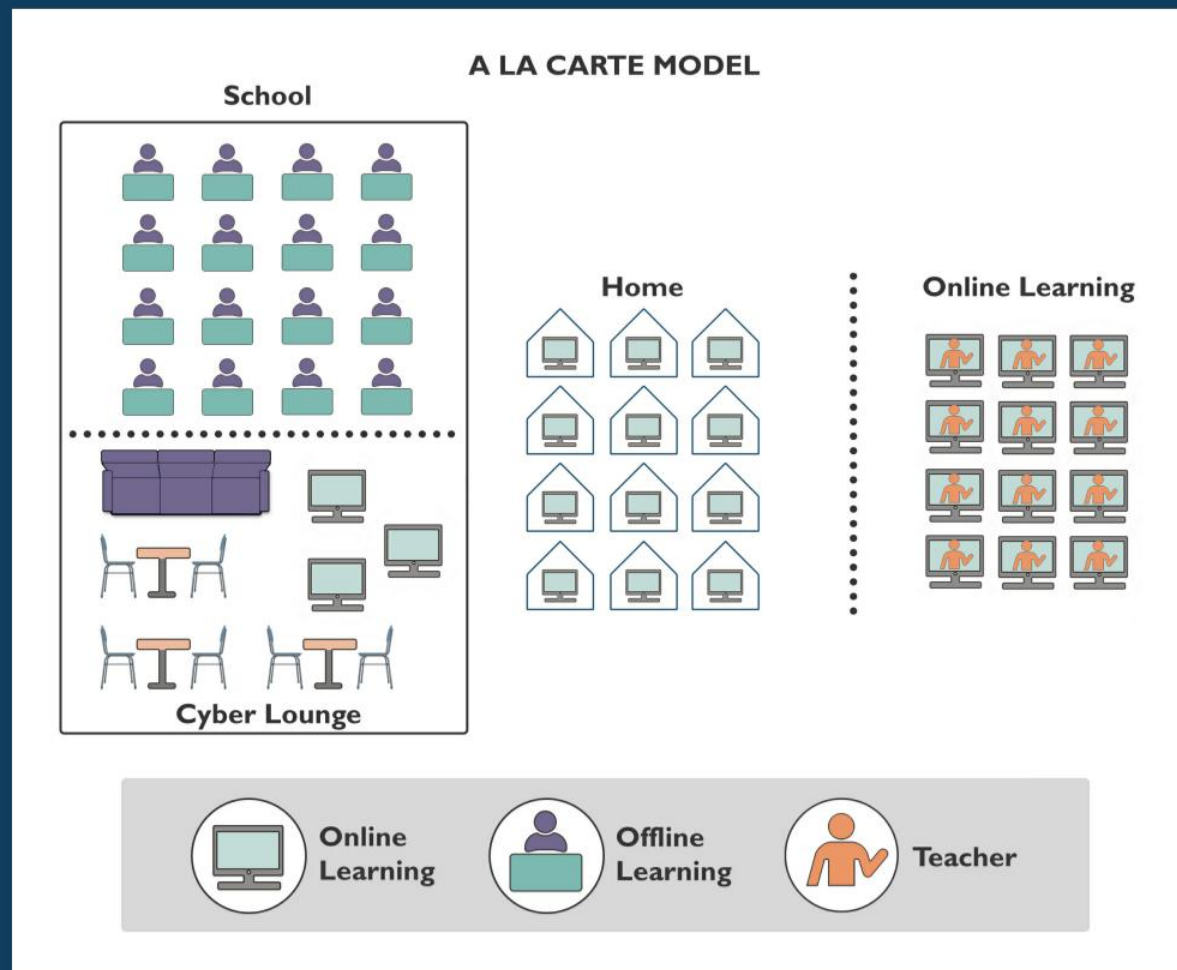 A LA CARTE MODEL
School
Home
Online Learning
Cyber Lounge
Online
Learning
Offline
Learning
Teacher